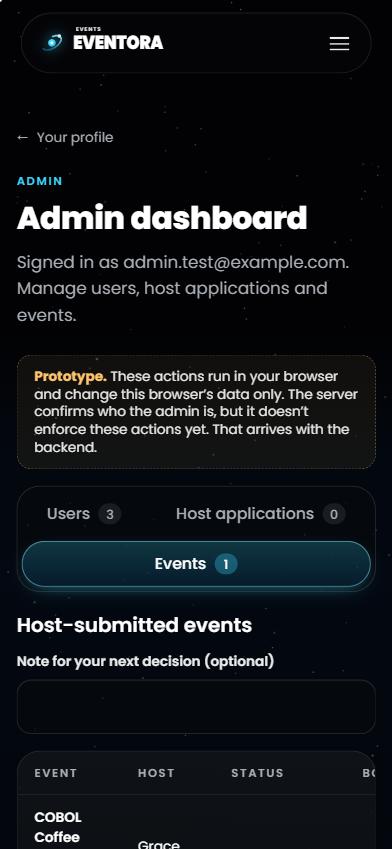 EVENTS
EVENTORA
← Your profile
ADMIN
Admin dashboard
Signed in as admin.test@example.com.
Manage users, host applications and
events.
Prototype. These actions run in your browser
and change this browser's data only. The server
confirms who the admin is, but it doesn't
enforce these actions yet. That arrives with the
backend.
Users 3 Host applications 0
Events 1
Host-submitted events
Note for your next decision (optional)
EVENT HOST STATUS
COBOL
Coffee
Grace